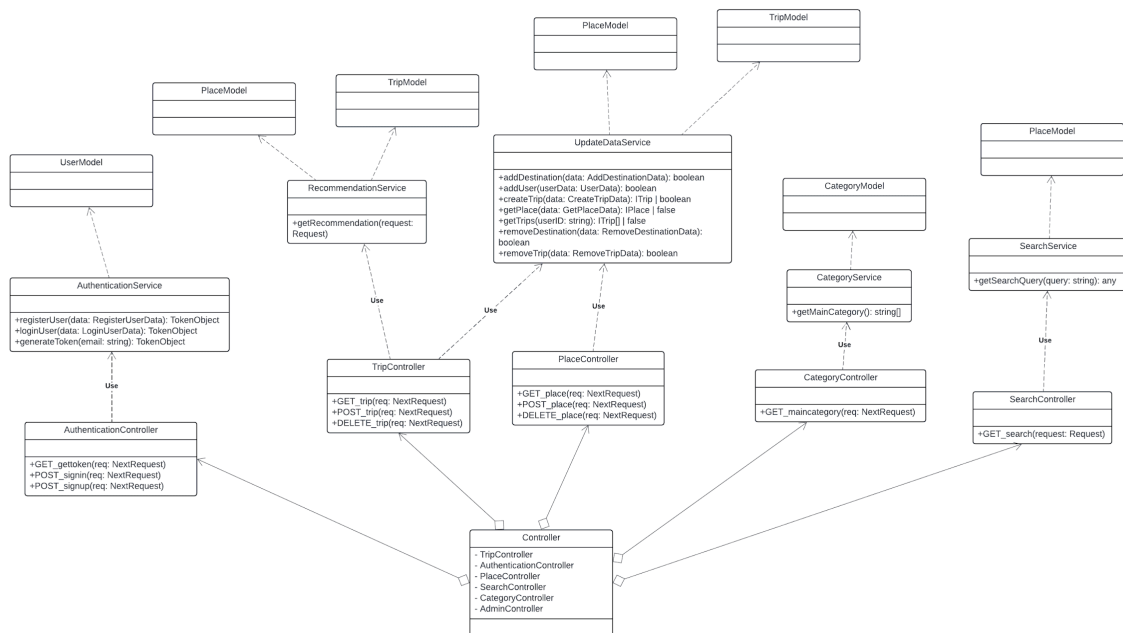 PlaceModel
TripModel
PlaceModel
TripModel
UserModel
UpdateDataService
+addDestination(data: AddDestinationData): boolean
+addUser(userData: UserData): boolean
+createTrip(data: CreateTripData): ITrip | boolean
+getPlace(data: GetPlaceData): IPlace | false
+getTrips(userID: string): ITrip[] | false
+removeDestination(data: RemoveDestinationData):
boolean
+removeTrip(data: RemoveTripData): boolean
PlaceModel
RecommendationService
+getRecommendation(request:
Request)
CategoryModel
AuthenticationService
+registerUser(data: RegisterUserData): TokenObject
+loginUser(data: LoginUserData): TokenObject
+generateToken(email: string): TokenObject
CategoryService
+getMainCategory(): string[]
SearchService
+getSearchQuery(query: string): any
Use
Use
Use
Use
Use
Use
TripController
+GET_trip(req: NextRequest)
+POST_trip(req: NextRequest)
+DELETE_trip(req: NextRequest)
PlaceController
+GET_place(req: NextRequest)
+POST_place(req: NextRequest)
+DELETE_place(req: NextRequest)
CategoryController
+GET_maincategory(req: NextRequest)
SearchController
+GET_search(request: Request)
AuthenticationController
+GET_gettoken(req: NextRequest)
+POST_signin(req: NextRequest)
+POST_signup(req: NextRequest)
Controller
- TripController
- AuthenticationController
- PlaceController
- SearchController
- CategoryController
- AdminController